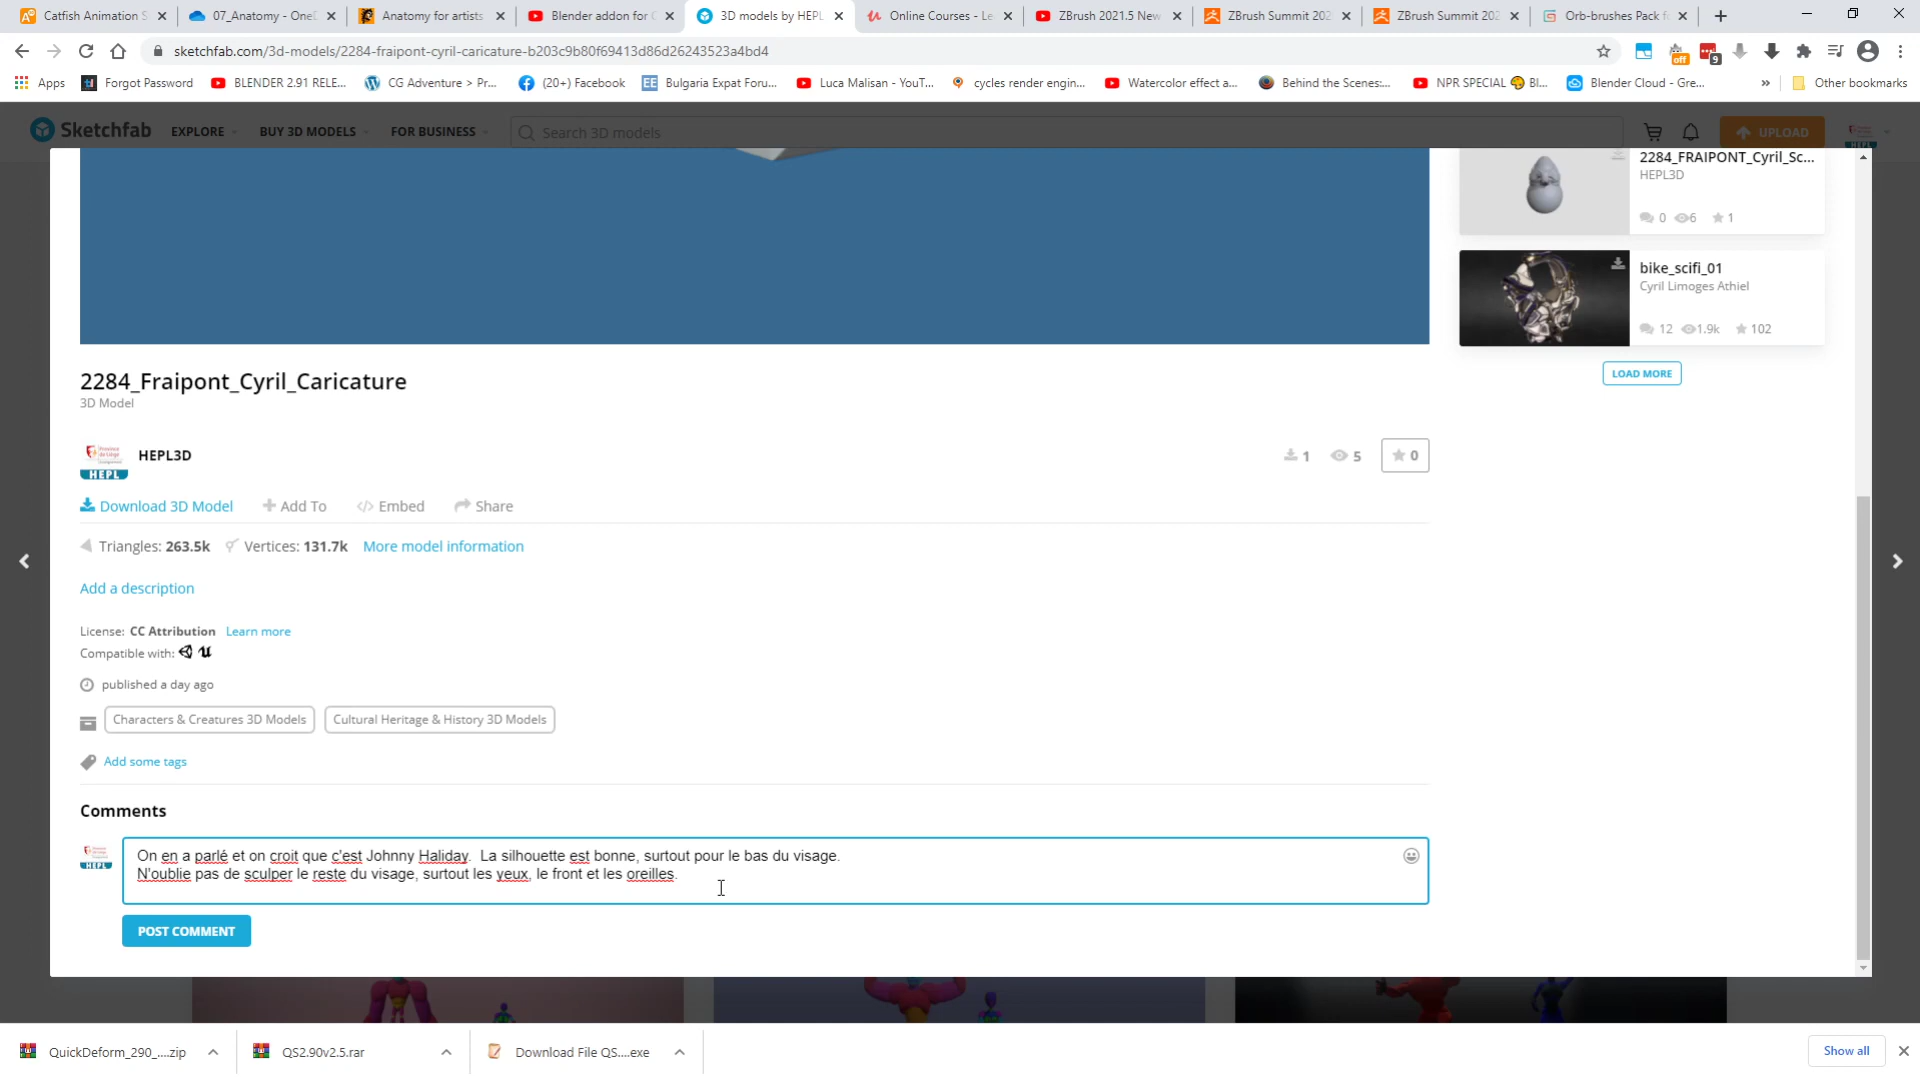 Catfish Animation S
07_Anatomy - OneD
Anatomy for artists
Blender addon for C
3D models by HEPL
Online Courses - Le
ZBrush 2021.5 New
ZBrush Summit 202
ZBrush Summit 202
Orb-brushes Pack f
sketchfab.com/3d-models/2284-fraipont-cyril-caricature-b203c9b80f69413d86d26243523a4bd4
off
9
Apps
Forgot Password
BLENDER 2.91 RELE...
CG Adventure > Pr...
(20+) Facebook
EE Bulgaria Expat Foru...
Luca Malisan - YouT...
cycles render engin...
Watercolor effect a...
Behind the Scenes:...
NPR SPECIAL Bl...
Blender Cloud - Gre...
»
Other bookmarks
Sketchfab
EXPLORE
BUY 3D MODELS
FOR BUSINESS
Search 3D models
UPLOAD
HEPL
2284_FRAIPONT_Cyril_Sc...
HEPL3D
0 6 1
bike_scifi_01
Cyril Limoges Athiel
12 1.9k 102
LOAD MORE
2284_Fraipont_Cyril_Caricature
3D Model
HEPL
HEPL3D
1 5 0
Download 3D Model
Add To
Embed
Share
Triangles: 263.5k Vertices: 131.7k More model information
Add a description
License: CC Attribution Learn more
Compatible with:
published a day ago
Characters & Creatures 3D Models
Cultural Heritage & History 3D Models
Add some tags
Comments
HEPL
On en a parlé et on croit que c'est Johnny Haliday. La silhouette est bonne, surtout pour le bas du visage.
N'oublie pas de sculper le reste du visage, surtout les yeux, le front et les oreilles.
POST COMMENT
QuickDeform_290_....zip
QS2.90v2.5.rar
Download File QS....exe
Show all